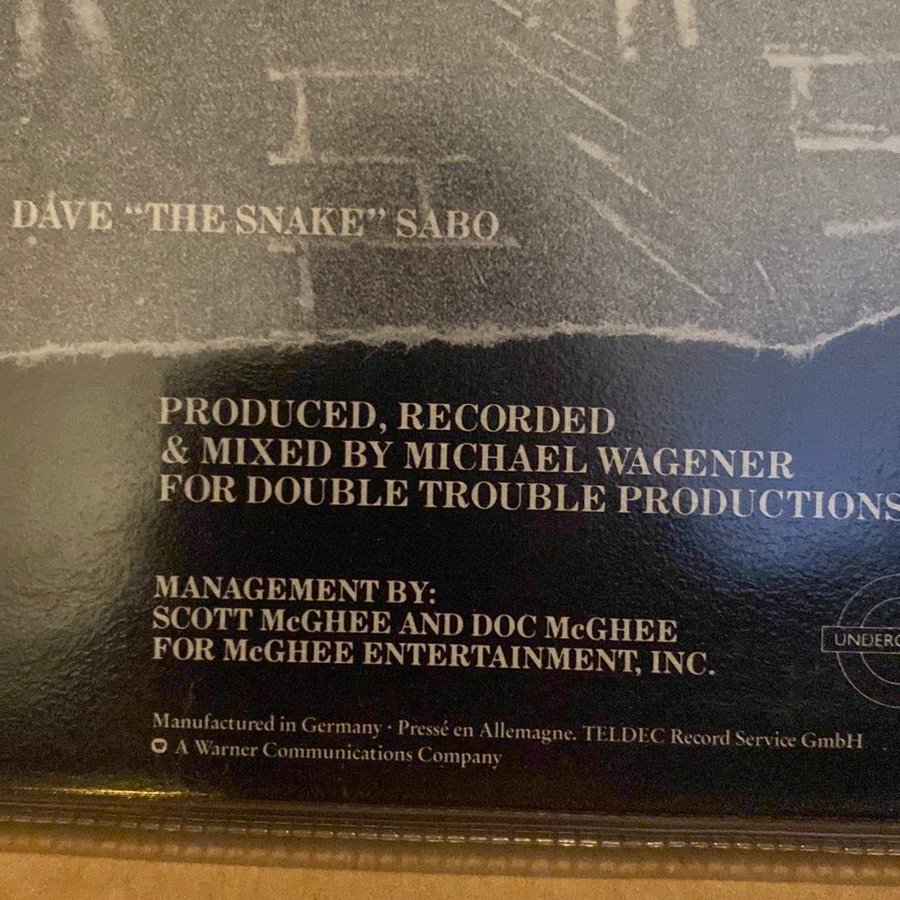 DAVE “THE SNAKE” SABO
PRODUCED, RECORDED
& MIXED BY MICHAEL WAGENER
FOR DOUBLE TROUBLE PRODUCTIONS
MANAGEMENT BY:
SCOTT McGHEE AND DOC McGHEE
FOR McGHEE ENTERTAINMENT, INC.
Manufactured in Germany · Pressé en Allemagne. TELDEC Record Service GmbH
A Warner Communications Company